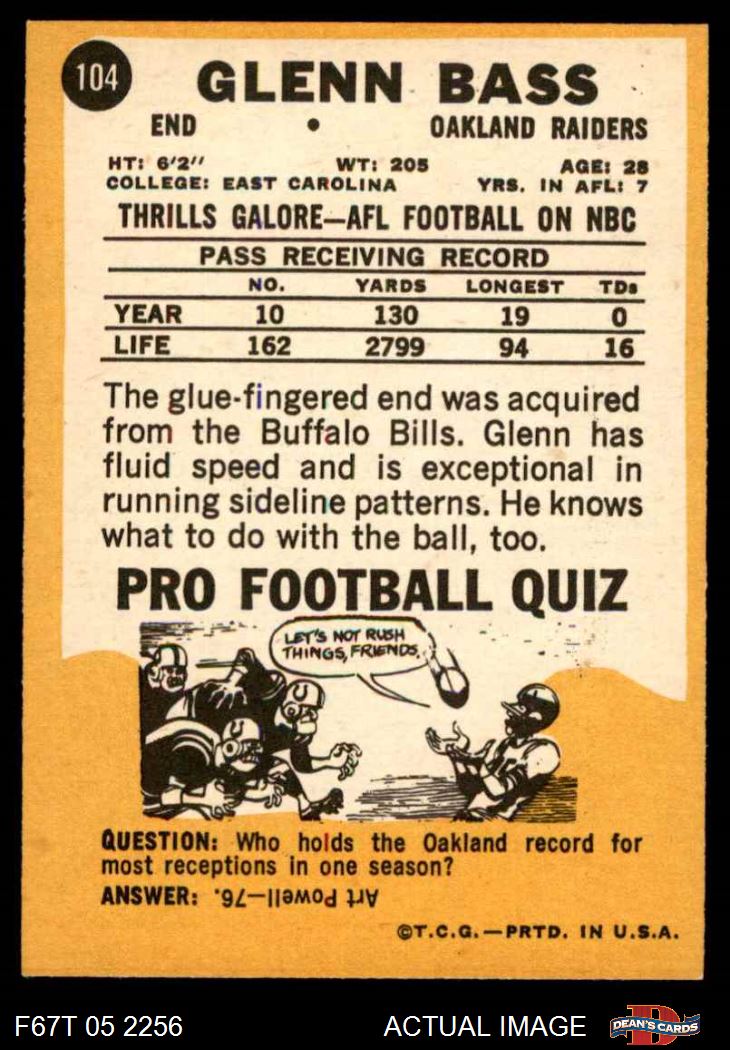 104
GLENN BASS
END • OAKLAND RAIDERS
HT: 6'2" WT: 205 AGE: 28
COLLEGE: EAST CAROLINA YRS. IN AFL: 7
THRILLS GALORE—AFL FOOTBALL ON NBC
PASS RECEIVING RECORD
NO. YARDS LONGEST TDs
YEAR 10 130 19 0
LIFE 162 2799 94 16
The glue-fingered end was acquired
from the Buffalo Bills. Glenn has
fluid speed and is exceptional in
running sideline patterns. He knows
what to do with the ball, too.
PRO FOOTBALL QUIZ
LET'S NOT RUSH
THINGS, FRIENDS.
QUESTION: Who holds the Oakland record for
most receptions in one season?
ANSWER: Art Powell—76.
©T.C.G.—PRTD. IN U.S.A.
F67T 05 2256 ACTUAL IMAGE D DEAN'S CARDS